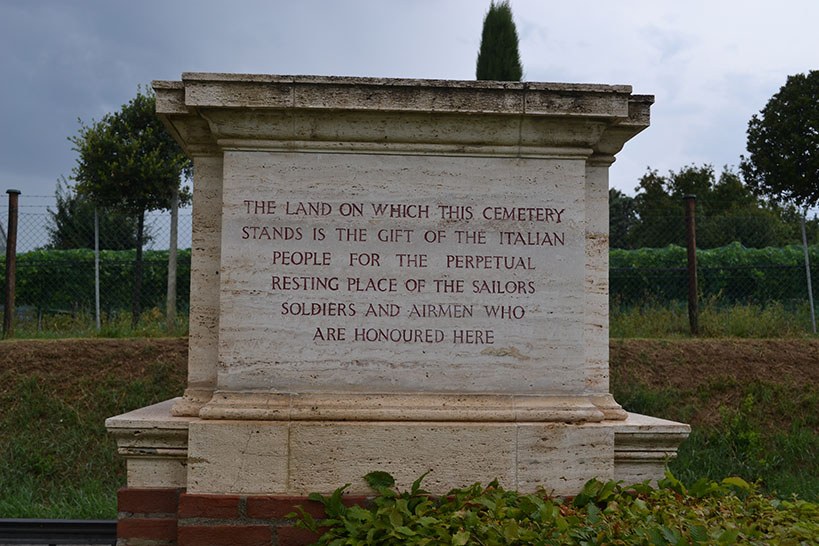 THE LAND ON WHICH THIS CEMETERY
STANDS IS THE GIFT OF THE ITALIAN
PEOPLE FOR THE PERPETUAL
RESTING PLACE OF THE SAILORS
SOLDIERS AND AIRMEN WHO
ARE HONOURED HERE